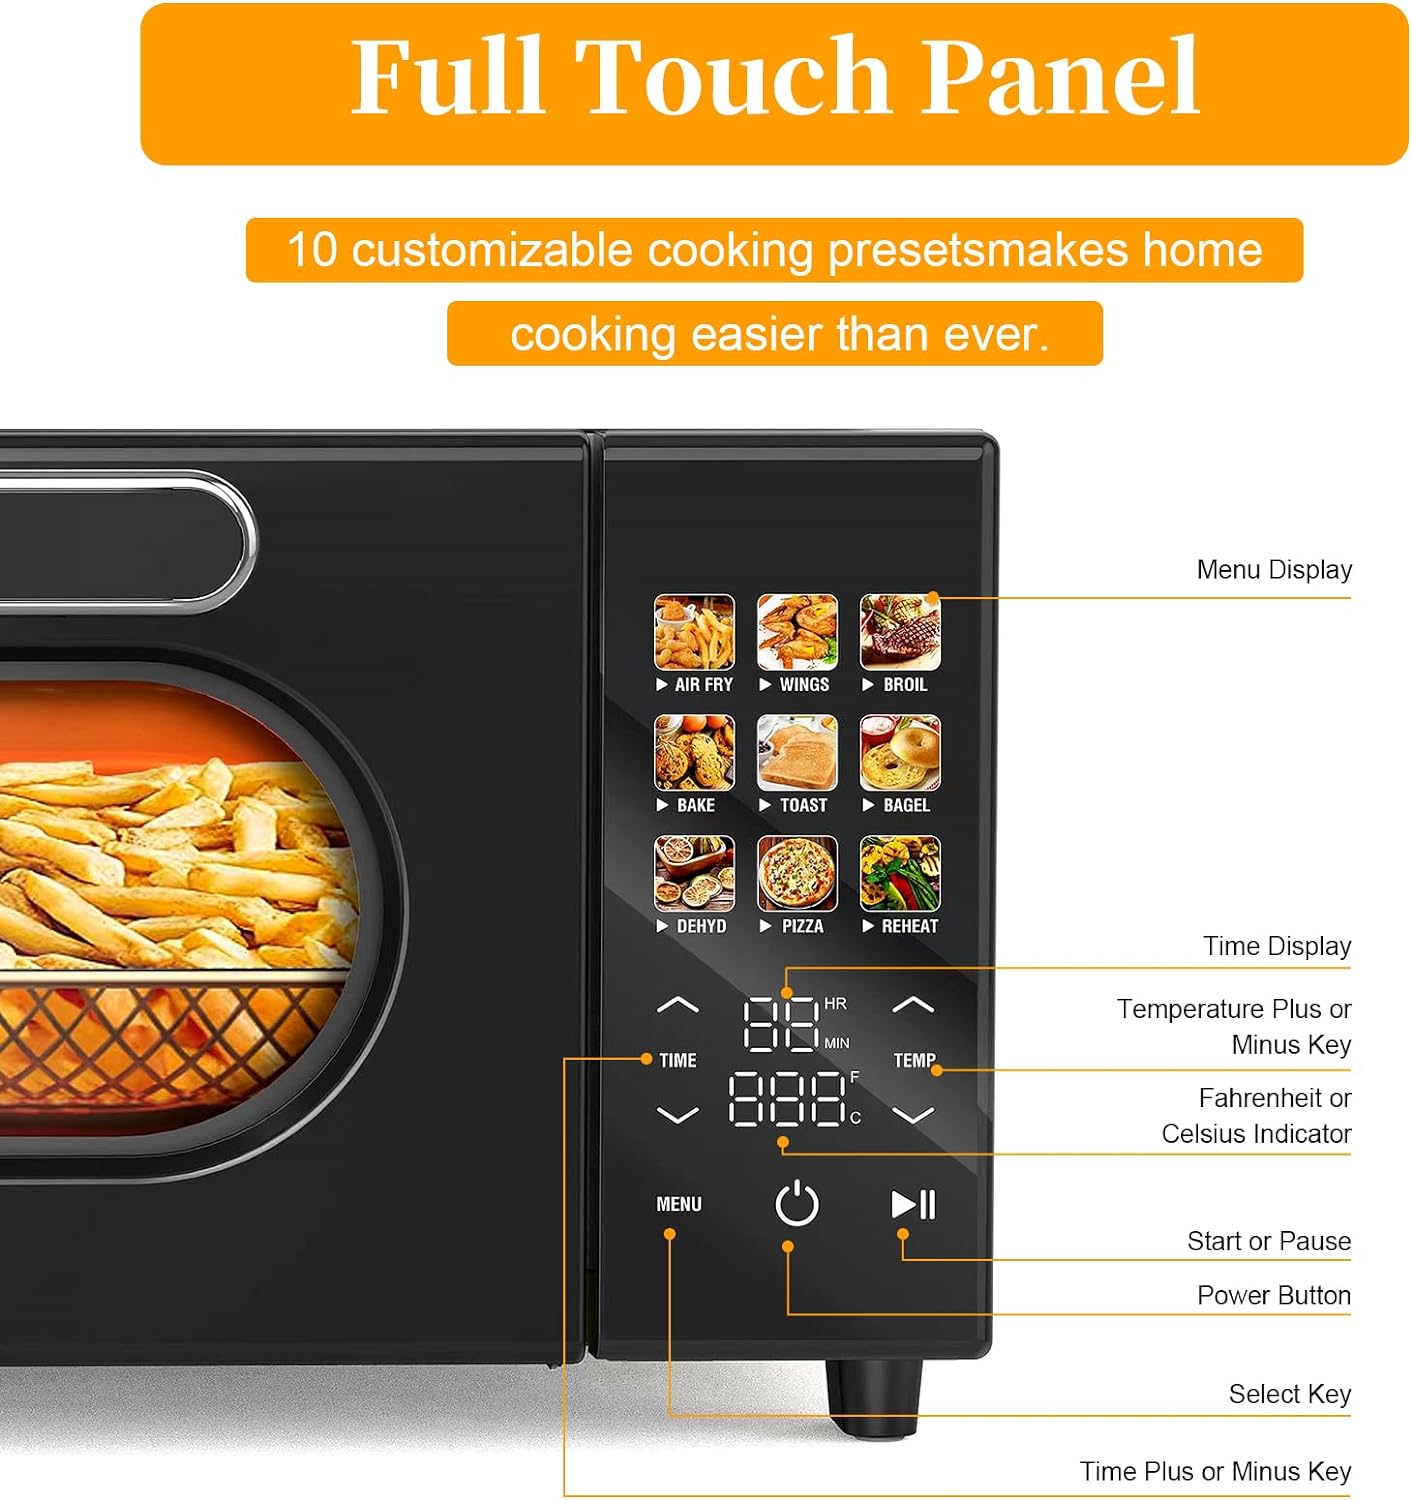 Full Touch Panel
10 customizable cooking presetsmakes home
cooking easier than ever.
Menu Display
AIR FRY
WINGS
BROIL
BAKE
TOAST
BAGEL
DEHYD
PIZZA
REHEAT
Time Display
HR
MIN
TIME
TEMP
Temperature Plus or
Minus Key
F
C
Fahrenheit or
Celsius Indicator
MENU
Start or Pause
Power Button
Select Key
Time Plus or Minus Key